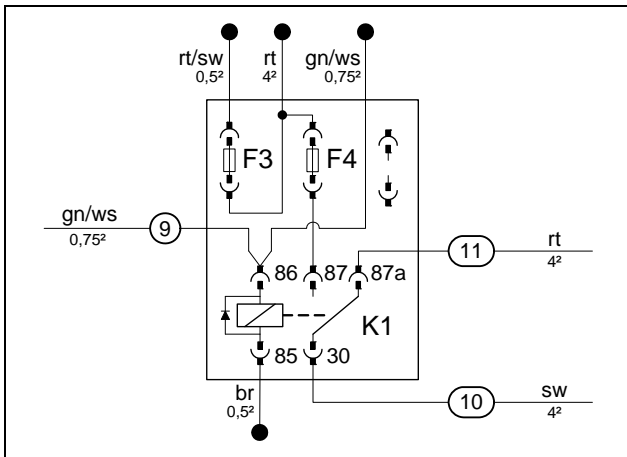 rt/sw
0,5²
rt
4²
gn/ws
0,75²
F3
F4
gn/ws
0,75²
9
11
rt
4²
86
87
87a
K1
85
30
br
0,5²
10
sw
4²